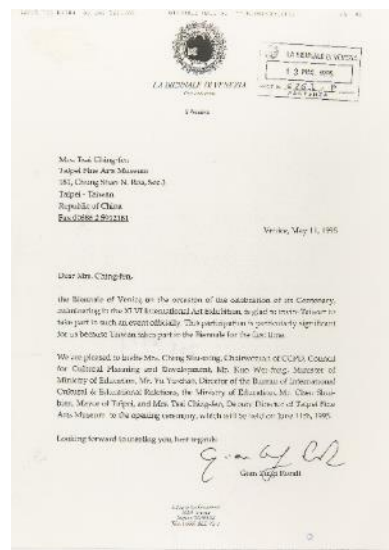 LA BIENNALE DI VENEZIA
LA BIENNALE DI VENEZIA
Mrs. Tsai Ching-fen
Taipei Fine Arts Museum
181, Chung Shan N. Roa, Sec.3
Taipei - Taiwan
Republic of China
Venice, May 11, 1995
Dear Mrs. Ching-fen,
the Biennale of Venice on the occasion of the celebration of its Centenary,
culminating in the XLVI International Art Exhibition, is glad to invite Taiwan to
take part in such an event officially. This participation is particularly significant
for us because Taiwan takes part in the Biennale for the first time.
We are pleased to invite Mrs. Cheng Shu-ming, Chairwoman of CCPD, Council
for Cultural Planning and Development, Mr. Kuo Wei-fang, Minister of
Ministry of Education, Mr. Yu Yu-chao, Director of the Bureau of International
Cultural & Educational Relations, the Ministry of Education, Mr. Chen Shui-
bian, Mayor of Taipei, and Mrs. Tsai Ching-fen, Deputy Director of Taipei Fine
Arts Museum to the opening ceremony, which will be held on June 11th, 1995.
Looking forward to seeing you, best regards